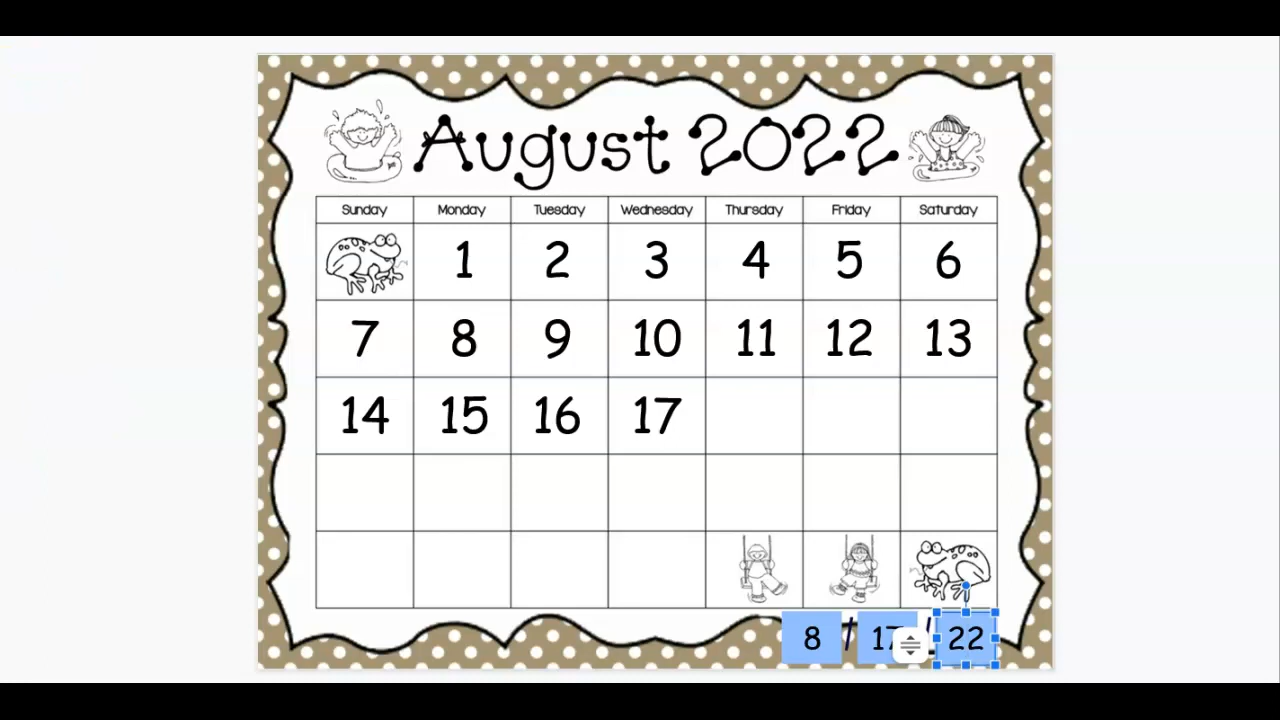 August 2022
Sunday Monday Tuesday Wednesday Thursday Friday Saturday
1 2 3 4 5 6
7 8 9 10 11 12 13
14 15 16 17
8 / 17 / 22